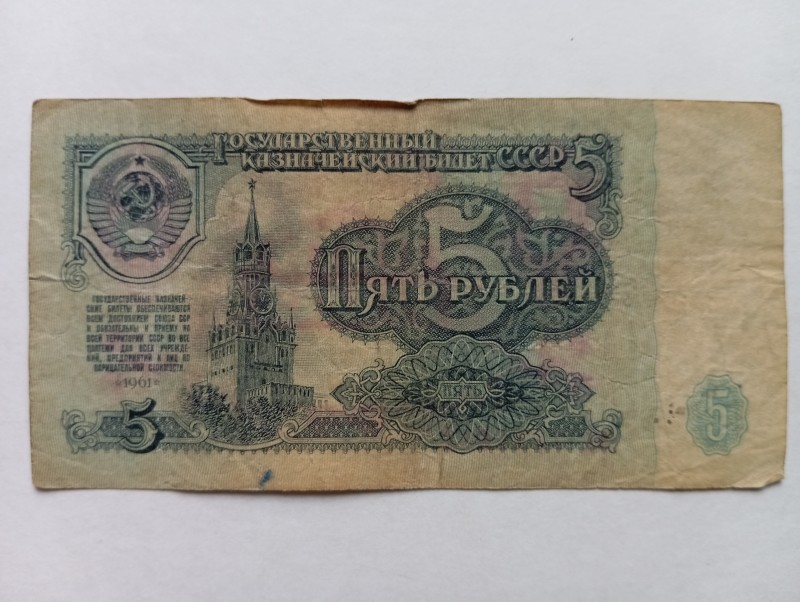 ГОСУДАРСТВЕННЫЙ
КАЗНАЧЕЙСКИЙ БИЛЕТ СССР
5
5
ПЯТЬ РУБЛЕЙ
ГОСУДАРСТВЕННЫЕ КАЗНАЧЕЙ-
СКИЕ БИЛЕТЫ ОБЕСПЕЧИВАЮТСЯ
ВСЕМ ДОСТОЯНИЕМ СОЮЗА ССР
И ОБЯЗАТЕЛЬНЫ К ПРИЕМУ НА
ВСЕЙ ТЕРРИТОРИИ СССР ВО ВСЕ
ПЛАТЕЖИ ДЛЯ ВСЕХ УЧРЕЖДЕ-
НИЙ, ПРЕДПРИЯТИЙ И ЛИЦ ПО
НАРИЦАТЕЛЬНОЙ СТОИМОСТИ.
1961
ПЯТЬ
5
5